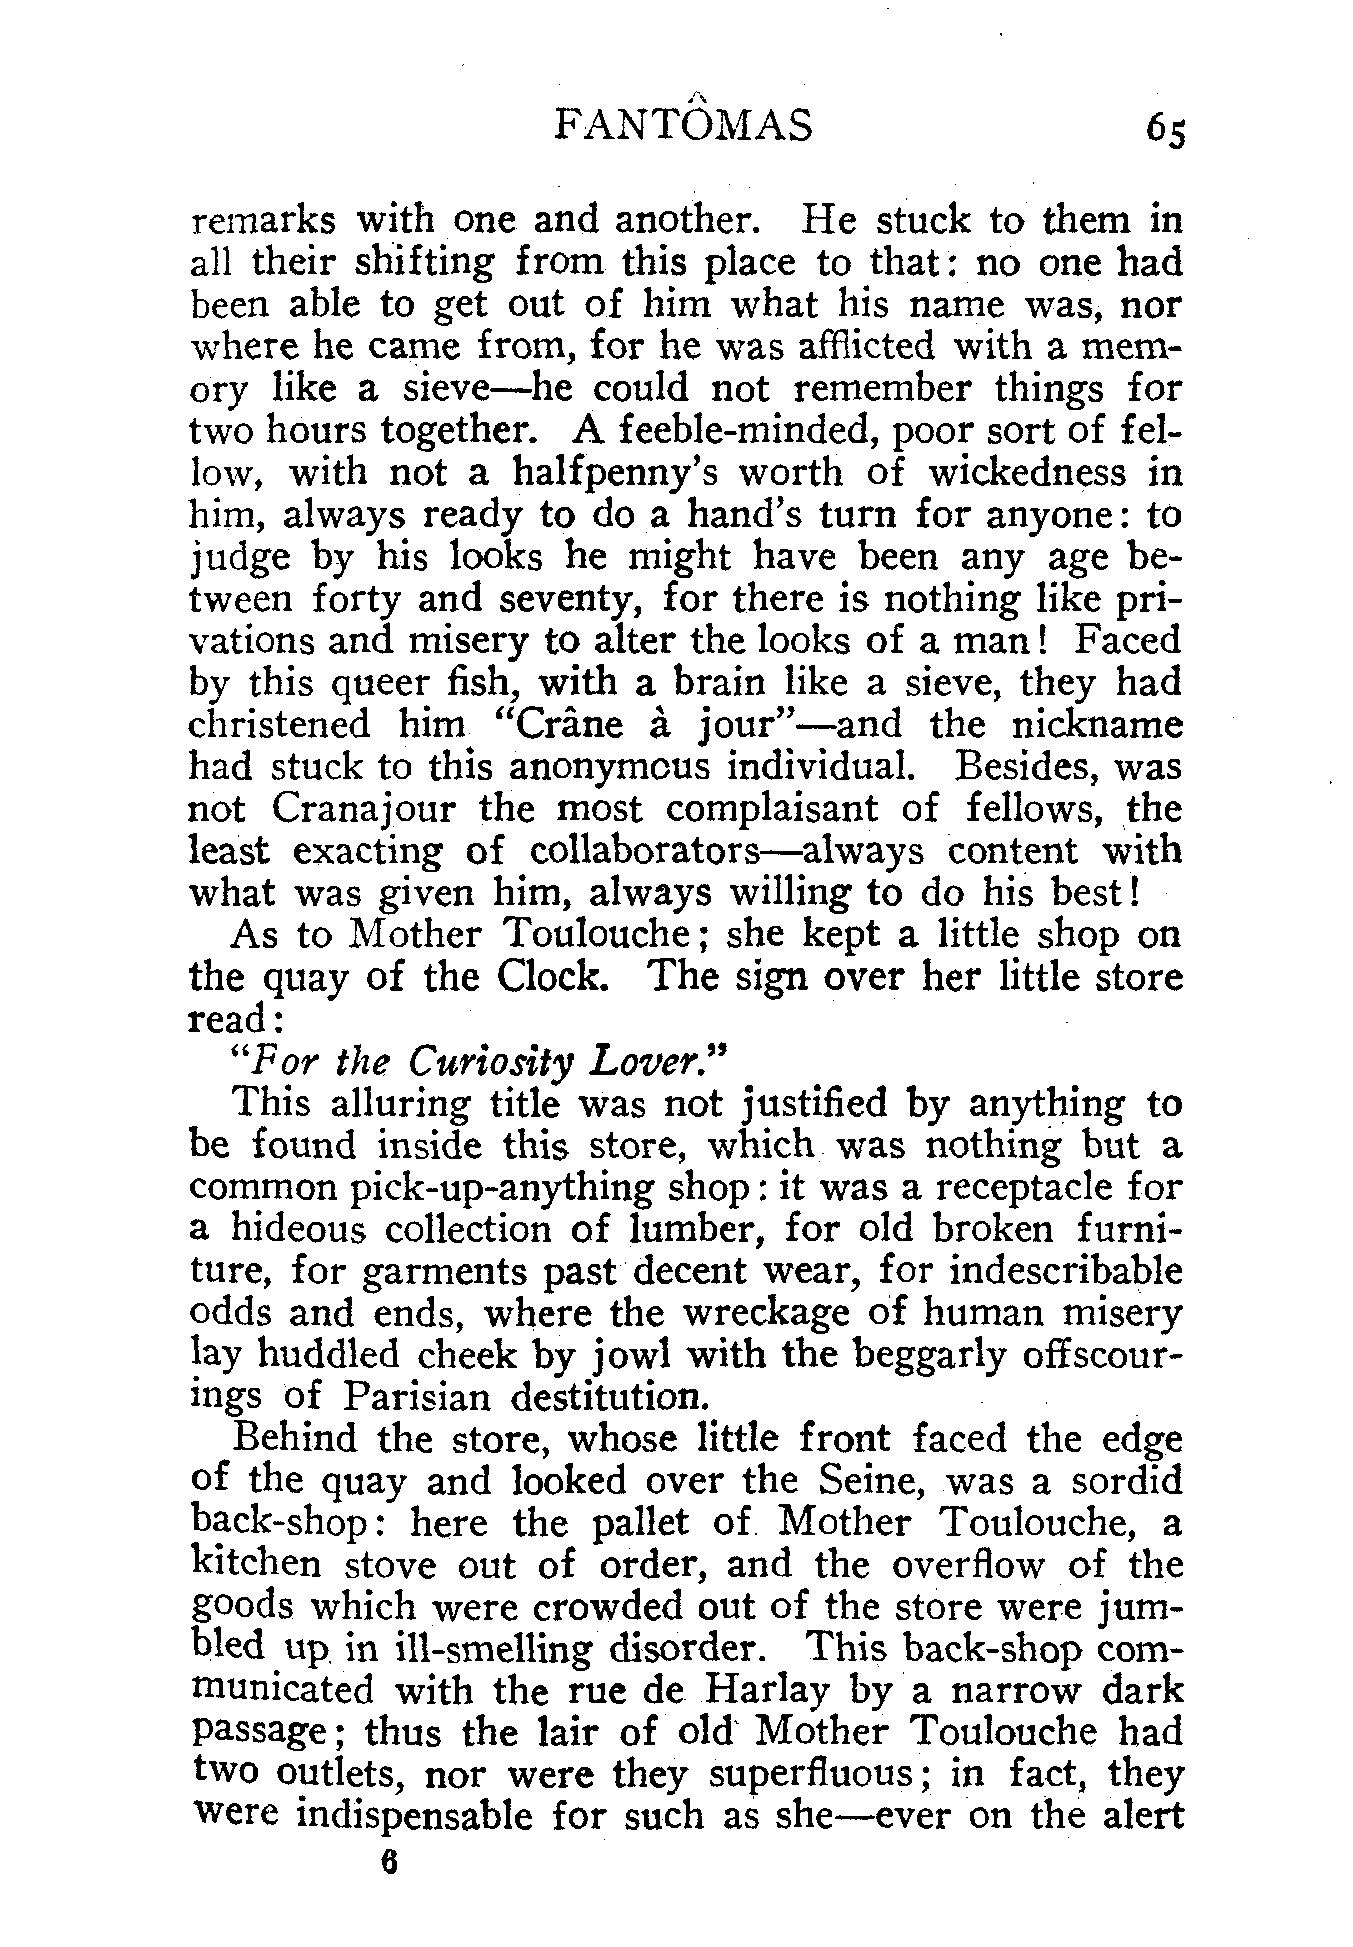 FANTÔMAS 65
remarks with one and another. He stuck to them in
all their shifting from this place to that: no one had
been able to get out of him what his name was, nor
where he came from, for he was afflicted with a mem-
ory like a sieve—he could not remember things for
two hours together. A feeble-minded, poor sort of fel-
low, with not a halfpenny's worth of wickedness in
him, always ready to do a hand's turn for anyone: to
judge by his looks he might have been any age be-
tween forty and seventy, for there is nothing like pri-
vations and misery to alter the looks of a man! Faced
by this queer fish, with a brain like a sieve, they had
christened him "Crâne à jour"—and the nickname
had stuck to this anonymous individual. Besides, was
not Cranajour the most complaisant of fellows, the
least exacting of collaborators—always content with
what was given him, always willing to do his best!
As to Mother Toulouche; she kept a little shop on
the quay of the Clock. The sign over her little store
read:
"For the Curiosity Lover."
This alluring title was not justified by anything to
be found inside this store, which was nothing but a
common pick-up-anything shop: it was a receptacle for
a hideous collection of lumber, for old broken furni-
ture, for garments past decent wear, for indescribable
odds and ends, where the wreckage of human misery
lay huddled cheek by jowl with the beggarly offscour-
ings of Parisian destitution.
Behind the store, whose little front faced the edge
of the quay and looked over the Seine, was a sordid
back-shop: here the pallet of Mother Toulouche, a
kitchen stove out of order, and the overflow of the
goods which were crowded out of the store were jum-
bled up in ill-smelling disorder. This back-shop com-
municated with the rue de Harlay by a narrow dark
passage; thus the lair of old Mother Toulouche had
two outlets, nor were they superfluous; in fact, they
were indispensable for such as she—ever on the alert
6